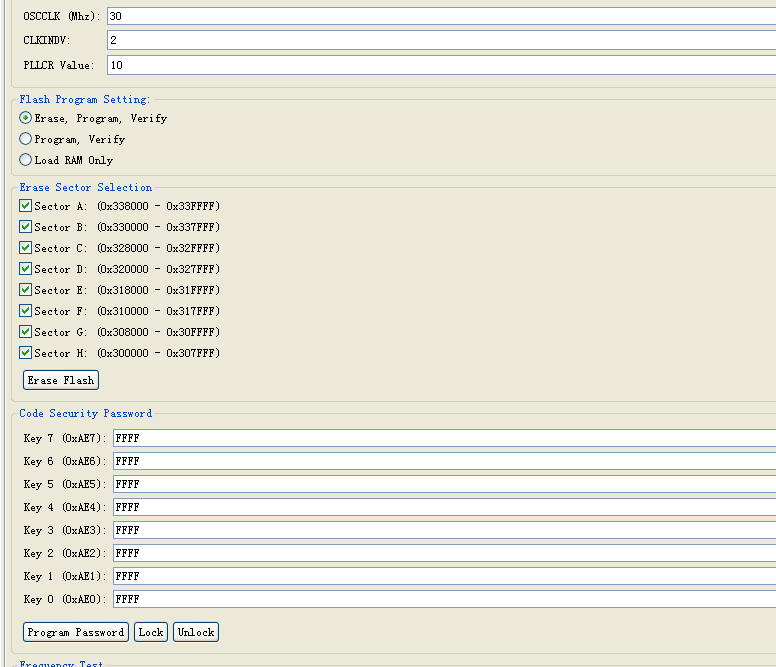 OSCCLK (Mhz): 30
CLKINDV: 2
PLLCR Value: 10
Flash Program Setting:
Erase, Program, Verify
Program, Verify
Load RAM Only
Erase Sector Selection
Sector A: (0x338000 - 0x33FFFF)
Sector B: (0x330000 - 0x337FFF)
Sector C: (0x328000 - 0x32FFFF)
Sector D: (0x320000 - 0x327FFF)
Sector E: (0x318000 - 0x31FFFF)
Sector F: (0x310000 - 0x317FFF)
Sector G: (0x308000 - 0x30FFFF)
Sector H: (0x300000 - 0x307FFF)
Erase Flash
Code Security Password
Key 7 (0xAE7): FFFF
Key 6 (0xAE6): FFFF
Key 5 (0xAE5): FFFF
Key 4 (0xAE4): FFFF
Key 3 (0xAE3): FFFF
Key 2 (0xAE2): FFFF
Key 1 (0xAE1): FFFF
Key 0 (0xAE0): FFFF
Program Password Lock Unlock
Frequency Test